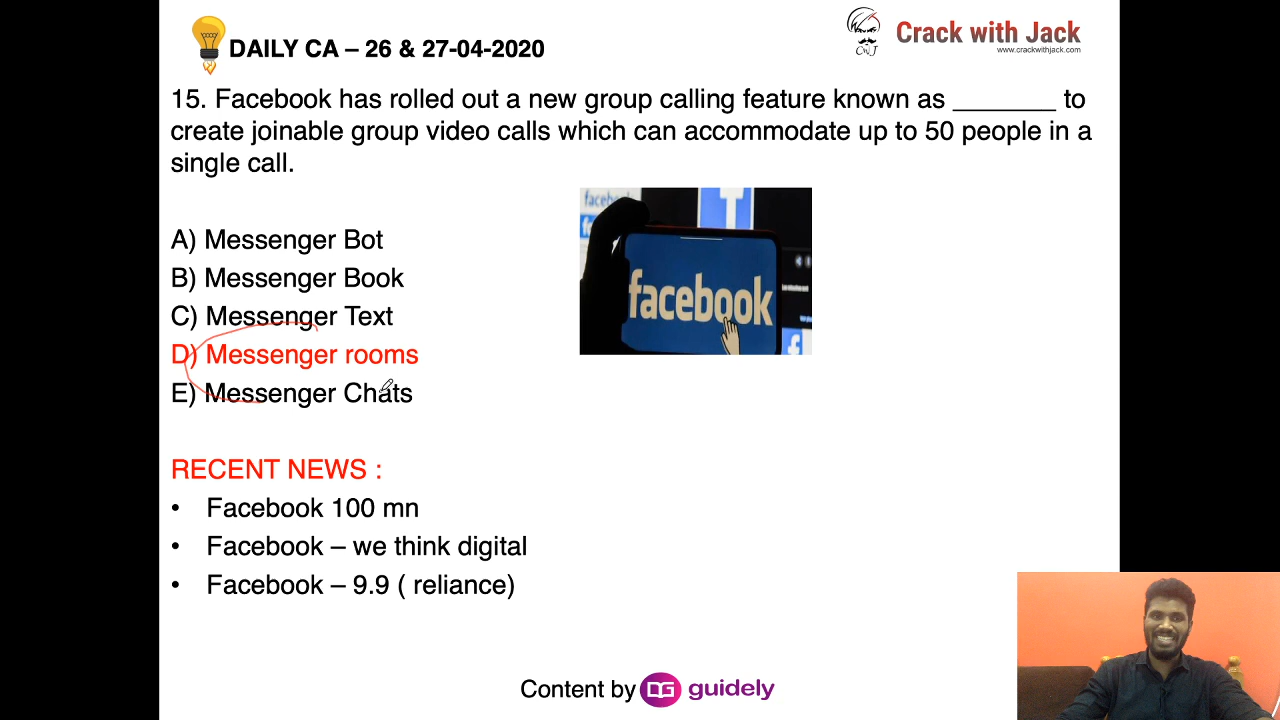 DAILY CA – 26 & 27-04-2020
CwJ
Crack with Jack
www.crackwithjack.com
15. Facebook has rolled out a new group calling feature known as _______ to
create joinable group video calls which can accommodate up to 50 people in a
single call.
facebook
A) Messenger Bot
B) Messenger Book
C) Messenger Text
D) Messenger rooms
E) Messenger Chats
RECENT NEWS :
• Facebook 100 mn
• Facebook – we think digital
• Facebook – 9.9 ( reliance)
Content by DG guidely